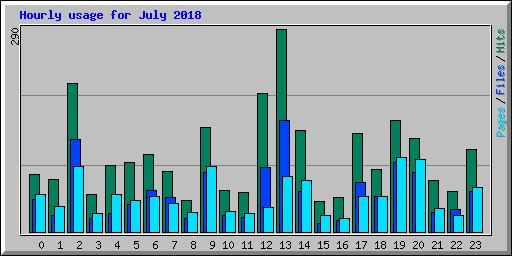 Hourly usage for July 2018
290
Pages / Files / Hits
0 1 2 3 4 5 6 7 8 9 10 11 12 13 14 15 16 17 18 19 20 21 22 23